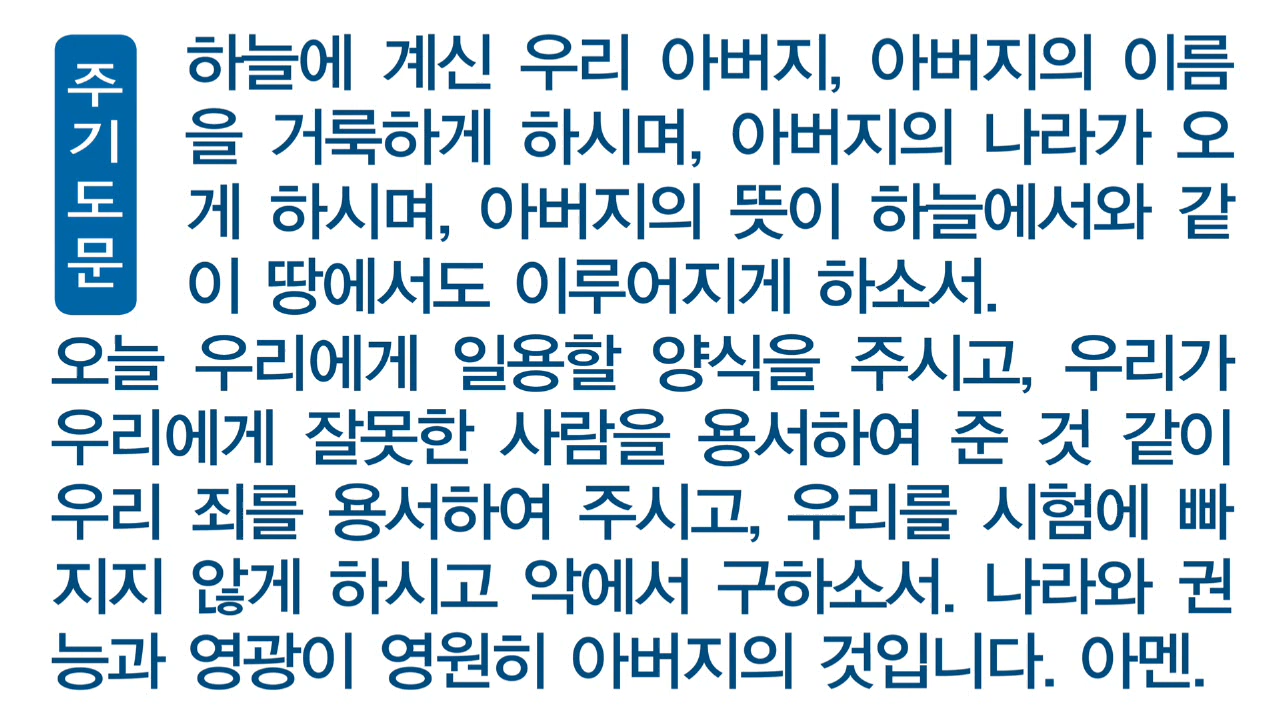 주기도문
하늘에 계신 우리 아버지, 아버지의 이름
을 거룩하게 하시며, 아버지의 나라가 오
게 하시며, 아버지의 뜻이 하늘에서와 같
이 땅에서도 이루어지게 하소서.
오늘 우리에게 일용할 양식을 주시고, 우리가
우리에게 잘못한 사람을 용서하여 준 것 같이
우리 죄를 용서하여 주시고, 우리를 시험에 빠
지지 않게 하시고 악에서 구하소서. 나라와 권
능과 영광이 영원히 아버지의 것입니다. 아멘.